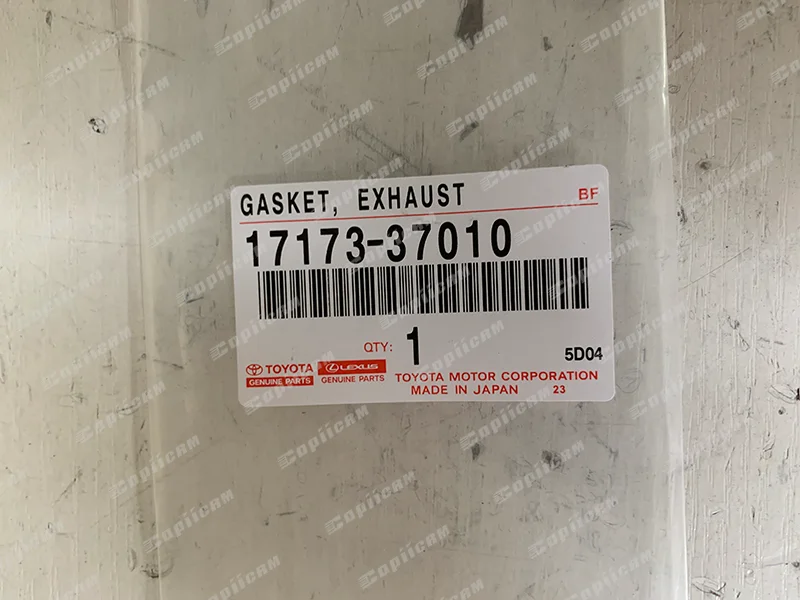 GASKET, EXHAUST
BF
17173-37010
QTY: 1
5D04
TOYOTA
GENUINE PARTS
LEXUS
GENUINE PARTS
TOYOTA MOTOR CORPORATION
MADE IN JAPAN 23
Copiicam